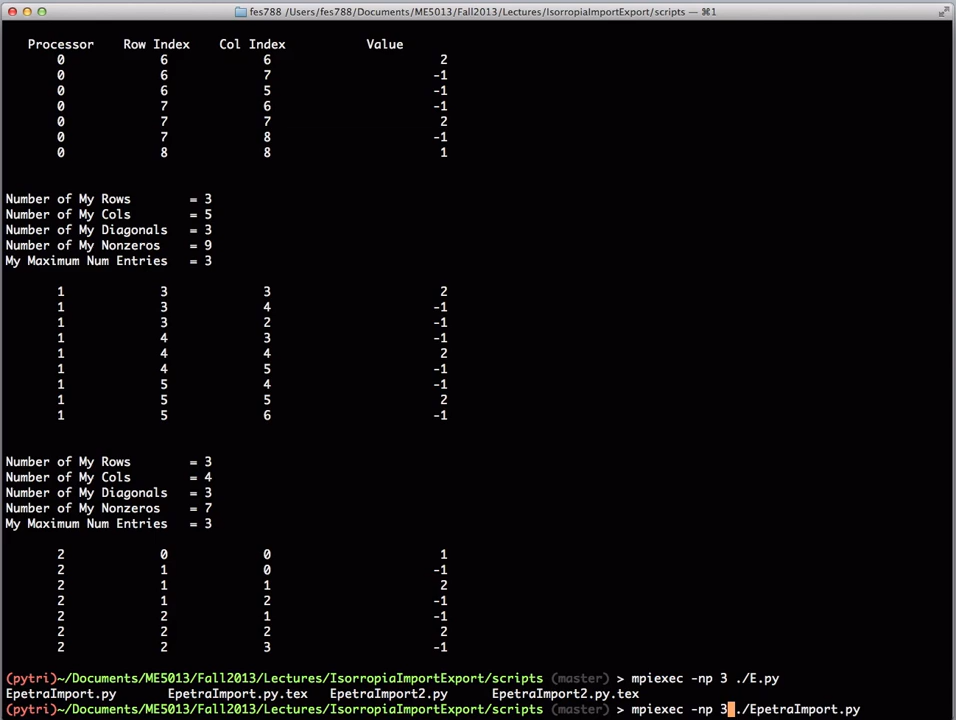 fes788 /Users/fes788/Documents/ME5013/Fall2013/Lectures/IsorropiaImportExport/scripts — ⌘1
Processor Row Index Col Index Value
0 6 6 2
0 6 7 -1
0 6 5 -1
0 7 6 -1
0 7 7 2
0 7 8 -1
0 8 8 1
Number of My Rows = 3
Number of My Cols = 5
Number of My Diagonals = 3
Number of My Nonzeros = 9
My Maximum Num Entries = 3
1 3 3 2
1 3 4 -1
1 3 2 -1
1 4 3 -1
1 4 4 2
1 4 5 -1
1 5 4 -1
1 5 5 2
1 5 6 -1
Number of My Rows = 3
Number of My Cols = 4
Number of My Diagonals = 3
Number of My Nonzeros = 7
My Maximum Num Entries = 3
2 0 0 1
2 1 0 -1
2 1 1 2
2 1 2 -1
2 2 1 -1
2 2 2 2
2 2 3 -1
(pytri)~/Documents/ME5013/Fall2013/Lectures/IsorropiaImportExport/scripts (master) > mpiexec -np 3 ./E.py
EpetraImport.py EpetraImport.py.tex EpetraImport2.py EpetraImport2.py.tex
(pytri)~/Documents/ME5013/Fall2013/Lectures/IsorropiaImportExport/scripts (master) > mpiexec -np 3 ./EpetraImport.py